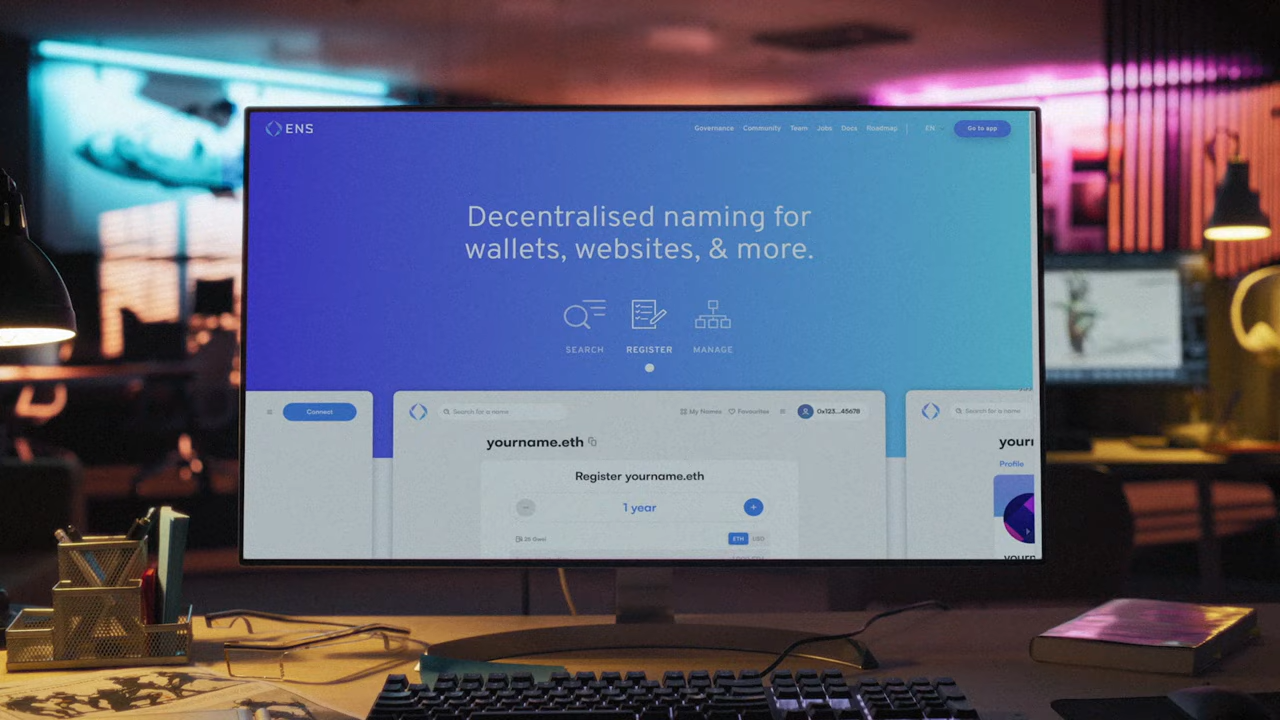 ENS
Governance Community Team Jobs Docs Roadmap EN Go to app
Decentralised naming for
wallets, websites, & more.
SEARCH REGISTER MANAGE
Connect
Search for a name My Names Favourites 0x123...45678
Search for a name
yourname.eth
Register yourname.eth
1 year
ETH USD
your
Profile
your